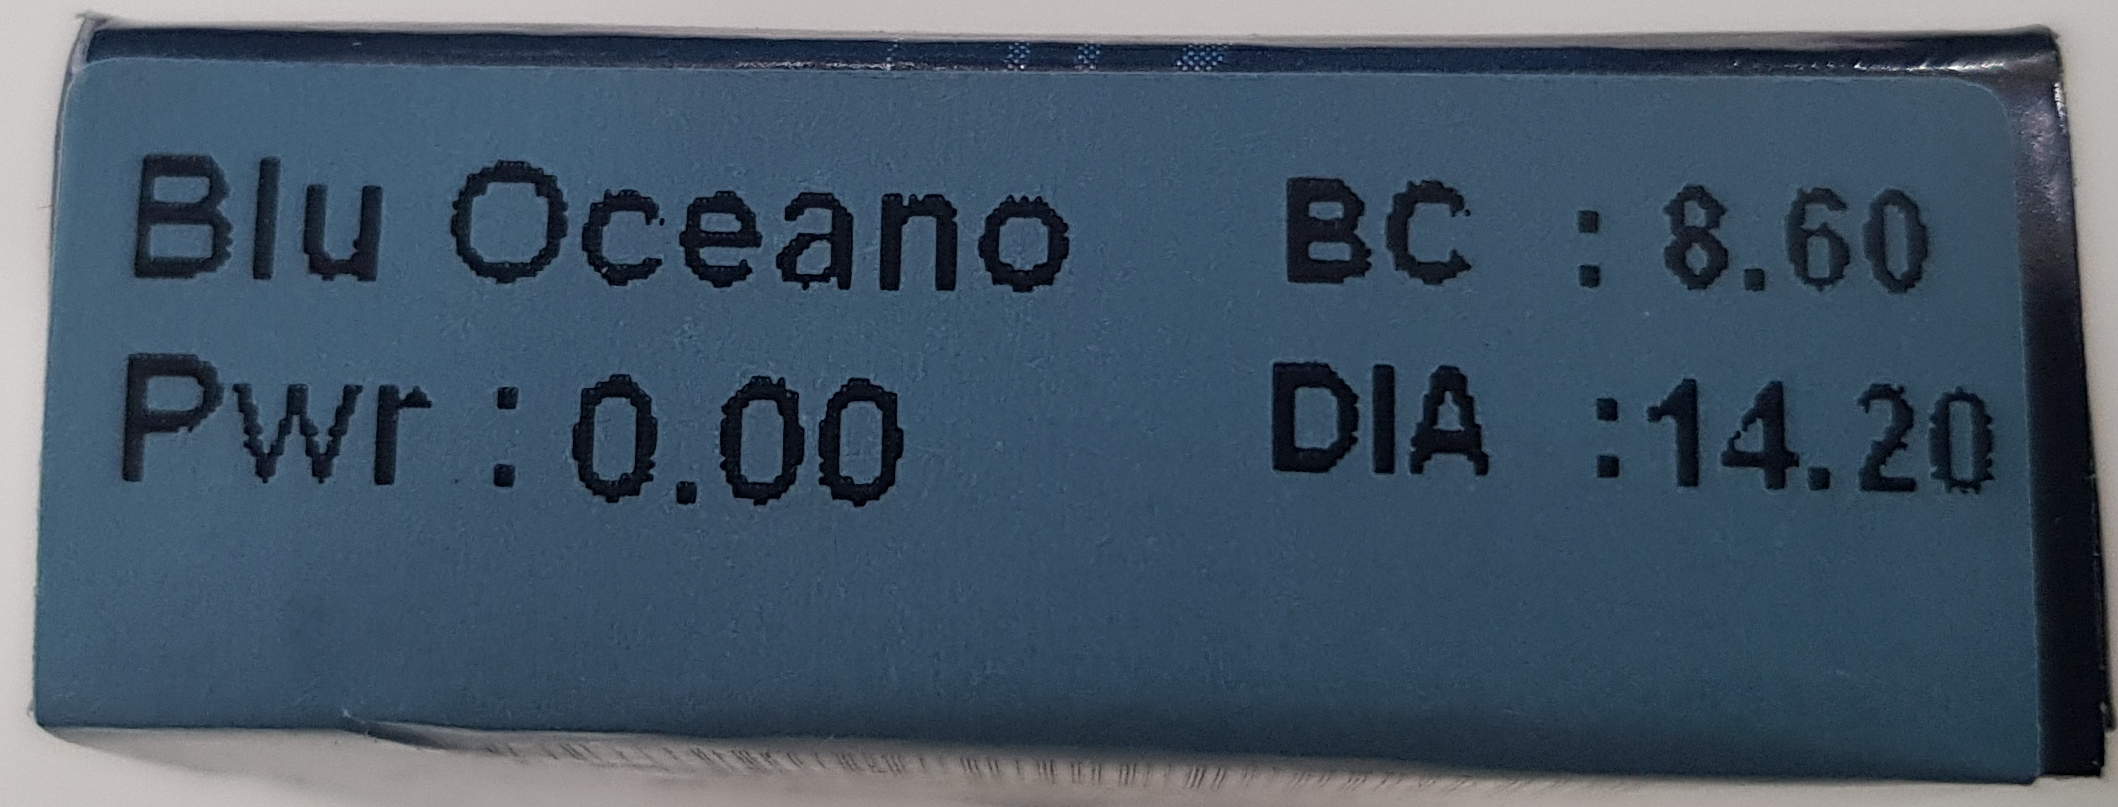 Blu Oceano BC : 8.60
Pwr : 0.00 DIA :14.20